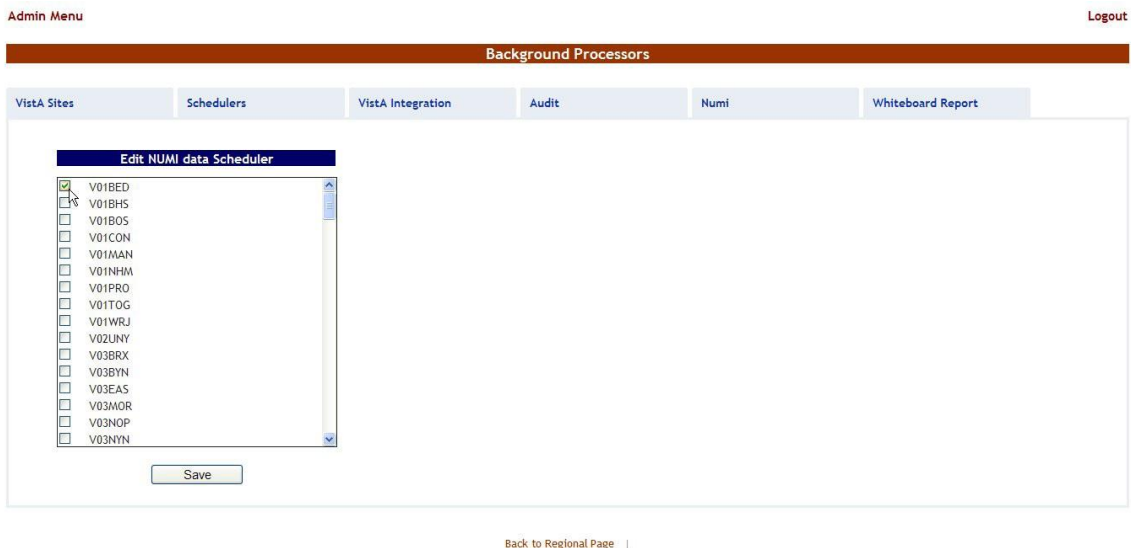 Admin Menu Logout
Background Processors
VistA Sites Schedulers VistA Integration Audit Numi Whiteboard Report
Edit NUMI data Scheduler
V01BED
V01BHS
V01BOS
V01CON
V01MAN
V01NHM
V01PRO
V01TOG
V01WRJ
V02UNY
V03BRX
V03BYN
V03EAS
V03MOR
V03NOP
V03NYN
Save
Back to Regional Page |